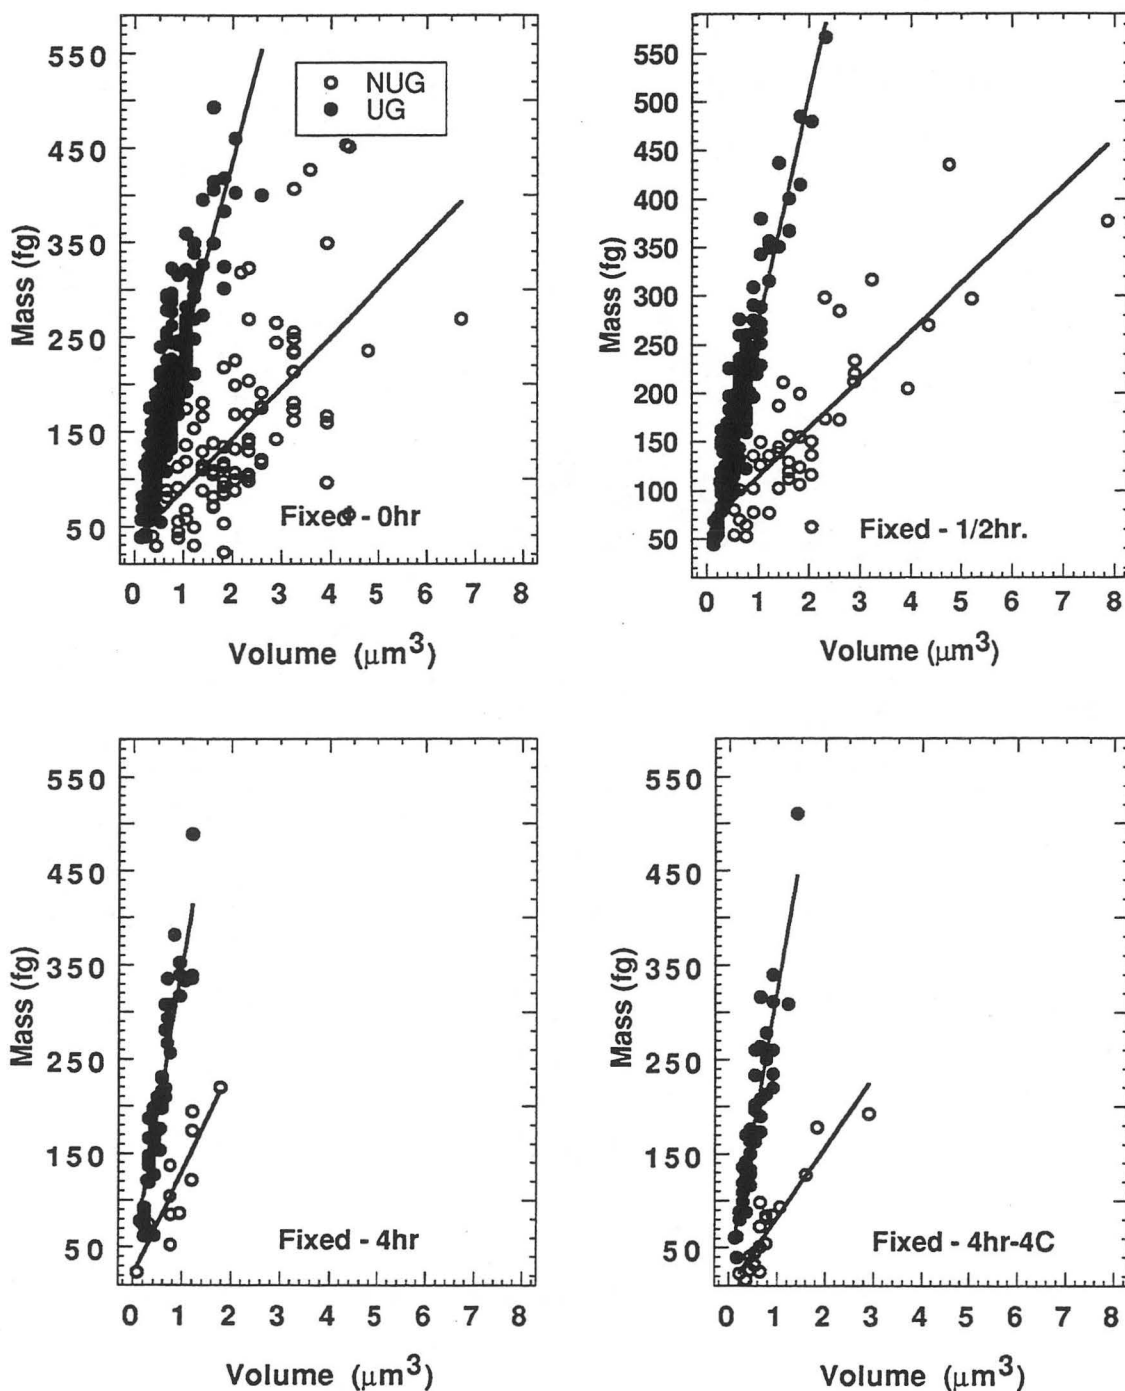 550
450
350
250
150
50
Mass (fg)
NUG
UG
Fixed - 0hr
0 1 2 3 4 5 6 7 8
Volume (μm³)
550
500
450
400
350
300
250
200
150
100
50
Mass (fg)
Fixed - 1/2hr.
0 1 2 3 4 5 6 7 8
Volume (μm³)
550
450
350
250
150
50
Mass (fg)
Fixed - 4hr
0 1 2 3 4 5 6 7 8
Volume (μm³)
550
450
350
250
150
50
Mass (fg)
Fixed - 4hr-4C
0 1 2 3 4 5 6 7 8
Volume (μm³)